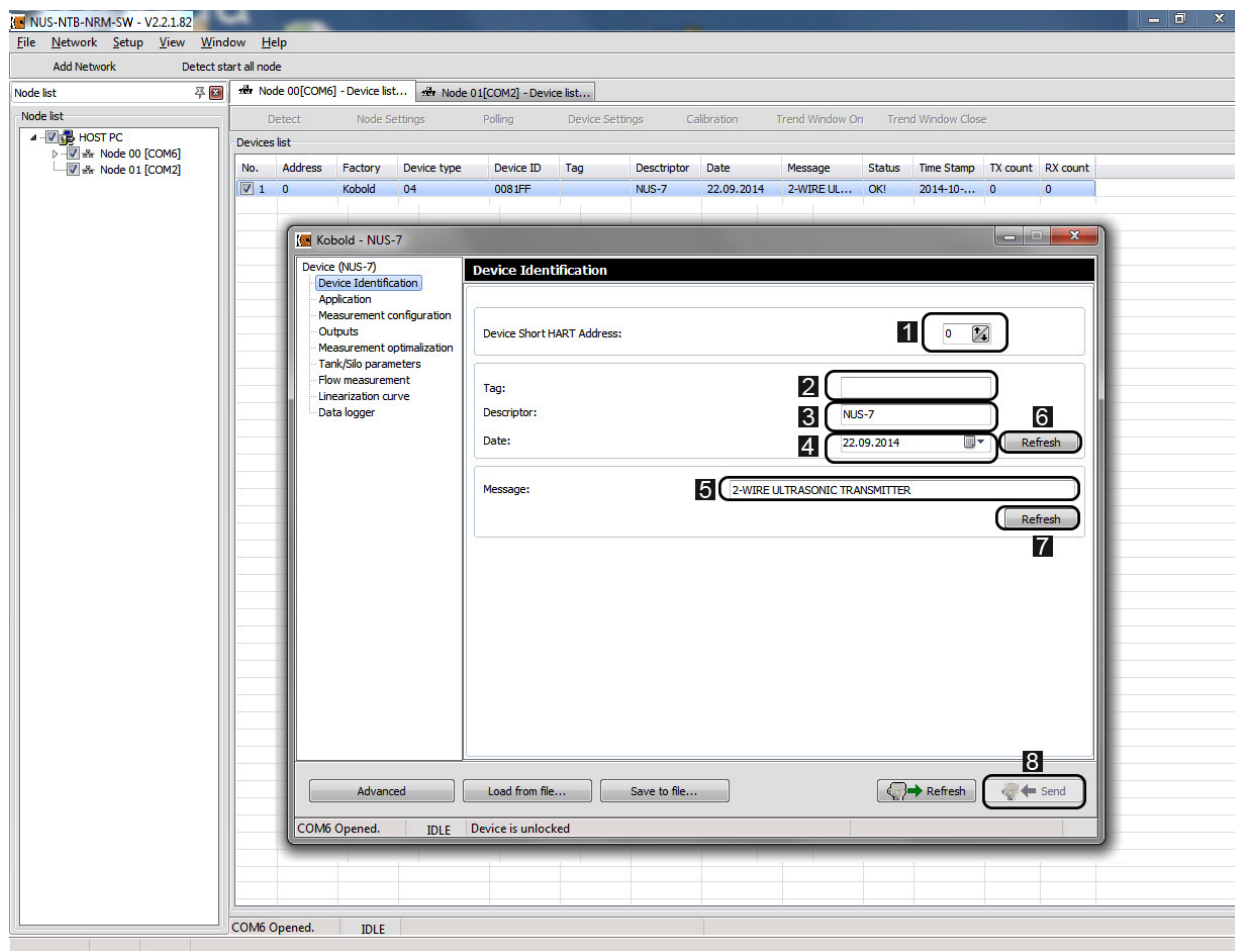 NUS-NTB-NRM-SW - V2.2.1.82
File Network Setup View Window Help
Add Network Detect start all node
Node list
Node 00[COM6] - Device list... Node 01[COM2] - Device list...
Node list
HOST PC
Node 00 [COM6]
Node 01 [COM2]
Detect Node Settings Polling Device Settings Calibration Trend Window On Trend Window Close
Devices list
No. Address Factory Device type Device ID Tag Desctriptor Date Message Status Time Stamp TX count RX count
1 0 Kobold 04 0081FF NUS-7 22.09.2014 2-WIRE UL... OK! 2014-10-... 0 0
Kobold - NUS-7
Device (NUS-7)
Device Identification
Application
Measurement configuration
Outputs
Measurement optimalization
Tank/Silo parameters
Flow measurement
Linearization curve
Data logger
Device Identification
Device Short HART Address: 1 0
Tag: 2
Descriptor: 3 NUS-7 6
Date: 4 22.09.2014 Refresh
Message: 5 2-WIRE ULTRASONIC TRANSMITTER
Refresh
7
8
Advanced Load from file... Save to file... Refresh Send
COM6 Opened. IDLE Device is unlocked
COM6 Opened. IDLE